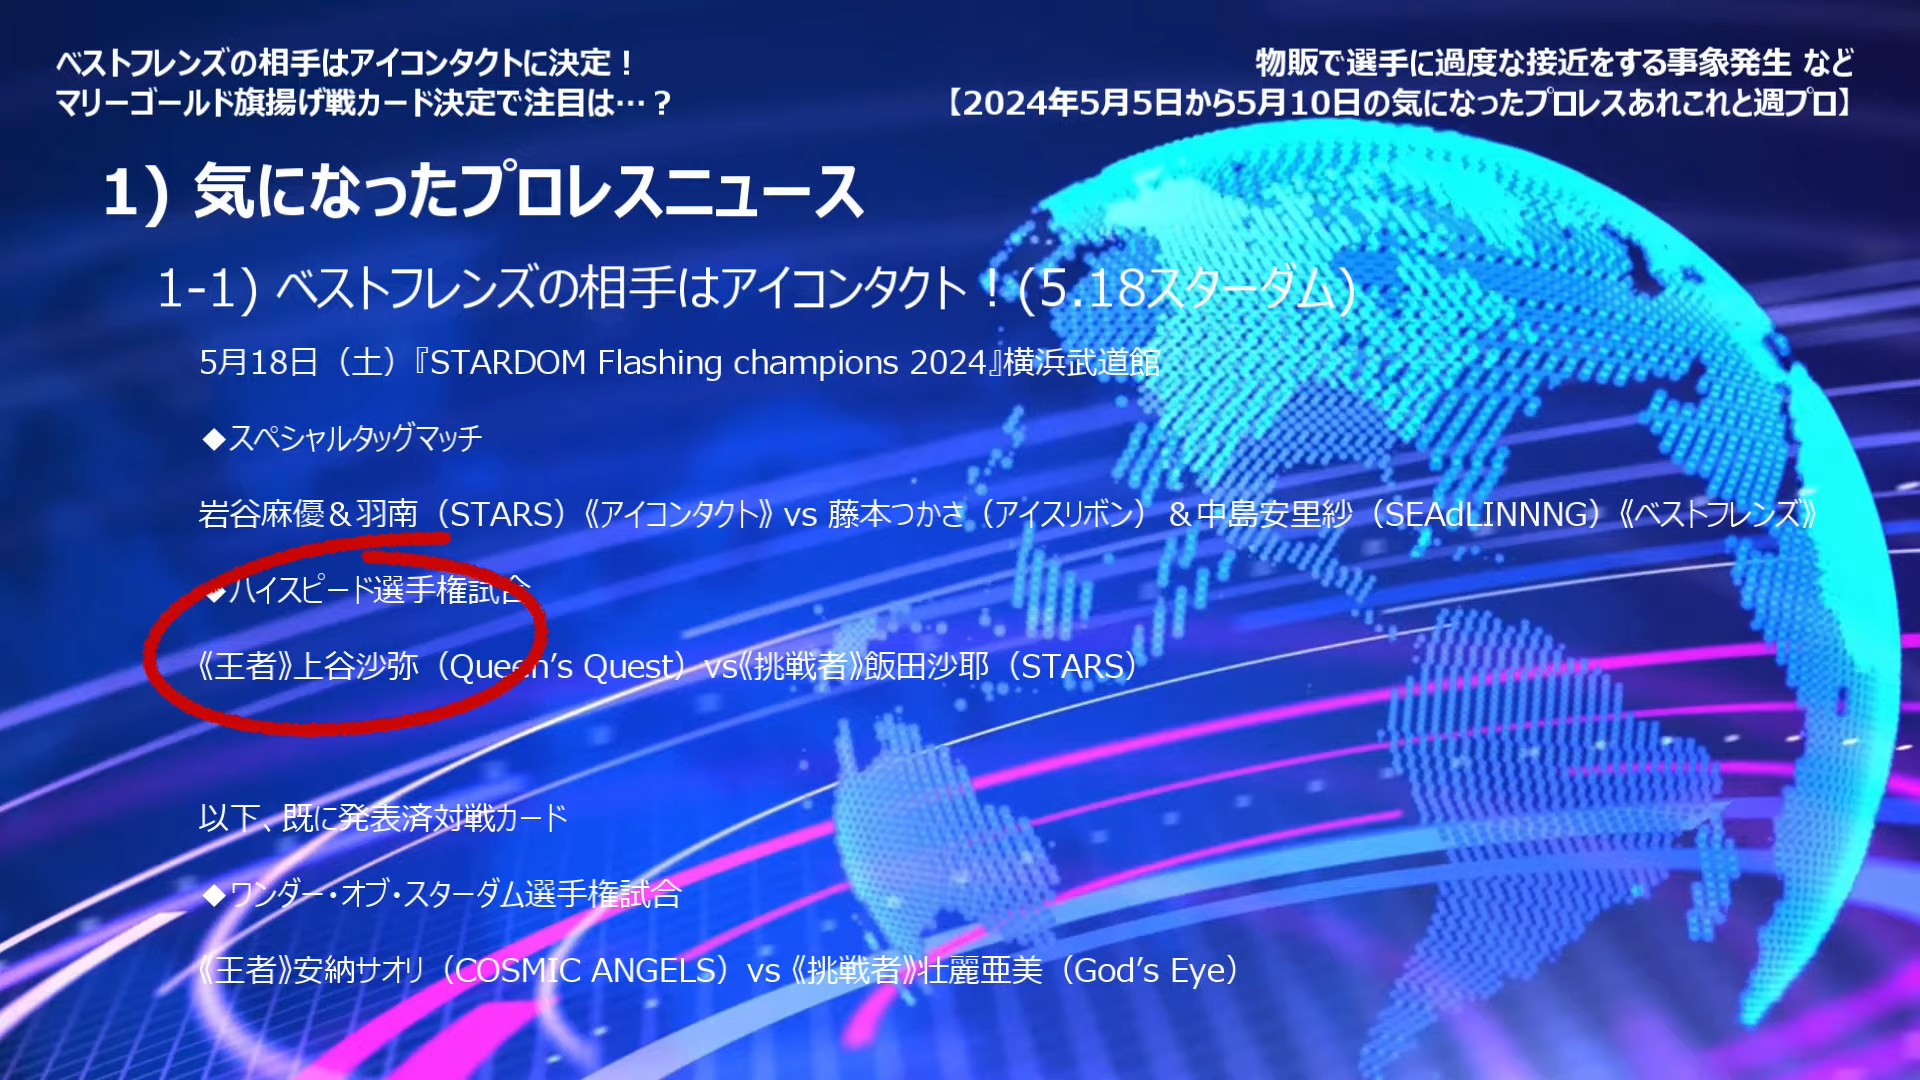 ベストフレンズの相手はアイコンタクトに決定！
マリーゴールド旗揚げ戦カード決定で注目は…？
物販で選手に過度な接近をする事象発生 など
【2024年5月5日から5月10日の気になったプロレスあれこれと週プロ】
1) 気になったプロレスニュース
1-1) ベストフレンズの相手はアイコンタクト！(5.18スターダム)
5月18日（土）『STARDOM Flashing champions 2024』横浜武道館
◆スペシャルタッグマッチ
岩谷麻優＆羽南（STARS）《アイコンタクト》 vs 藤本つかさ（アイスリボン）＆中島安里紗（SEAdLINNNG）《ベストフレンズ》
◆ハイスピード選手権試合
《王者》上谷沙弥（Queen’s Quest）vs《挑戦者》飯田沙耶（STARS）
以下、既に発表済対戦カード
◆ワンダー・オブ・スターダム選手権試合
《王者》安納サオリ（COSMIC ANGELS）vs 《挑戦者》壮麗亜美（God’s Eye）